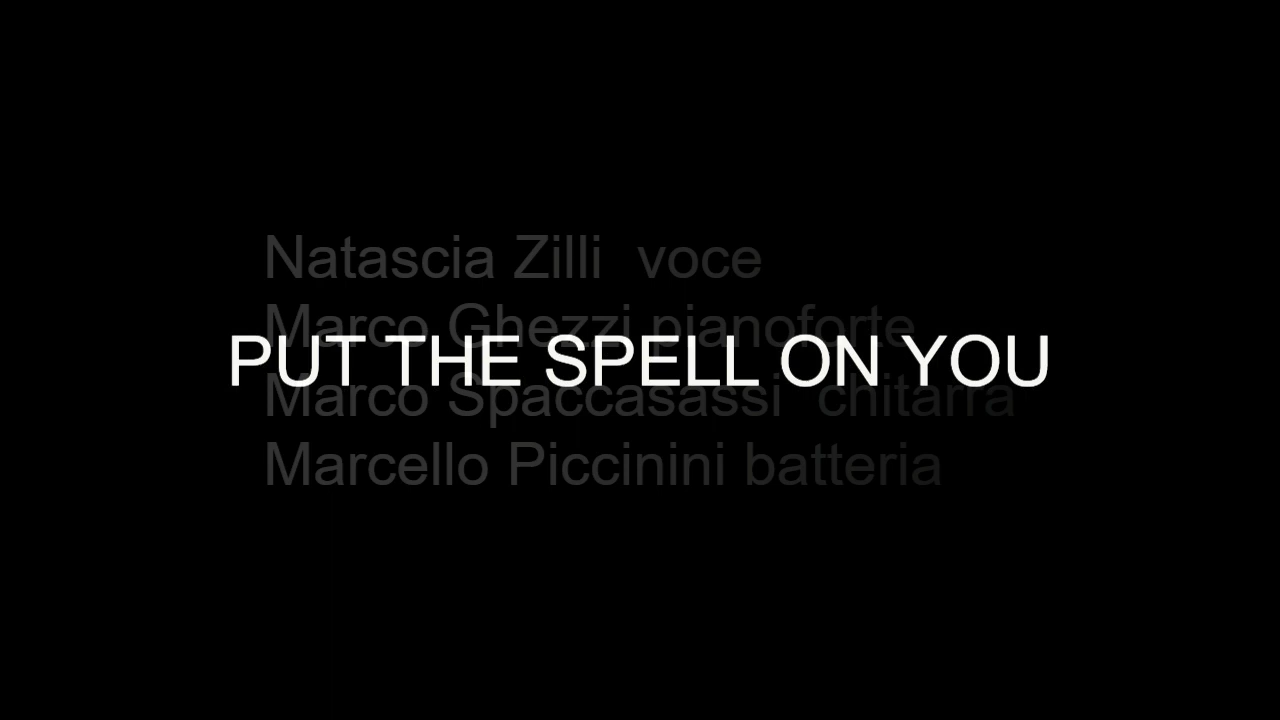 Natascia Zilli voce
Marco Ghezzi pianoforte
PUT THE SPELL ON YOU
Marco Spaccasassi chitarra
Marcello Piccinini batteria